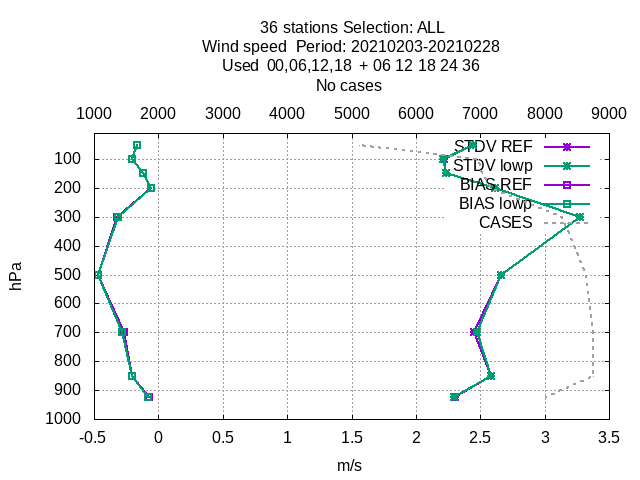 36 stations Selection: ALL
Wind speed  Period: 20210203-20210228
Used  00,06,12,18  + 06 12 18 24 36
No cases
1000 2000 3000 4000 5000 6000 7000 8000 9000
STDV REF
STDV lowp
BIAS REF
BIAS lowp
CASES
100
200
300
400
500
600
700
800
900
1000
hPa
-0.5 0 0.5 1 1.5 2 2.5 3 3.5
m/s